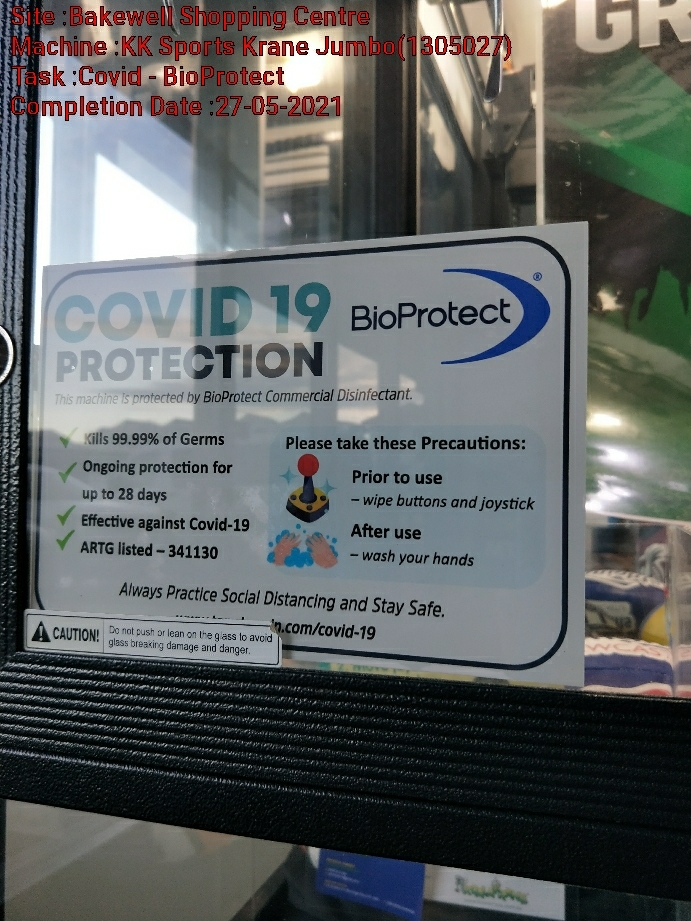 Site :Bakewell Shopping Centre
Machine :KK Sports Krane Jumbo(1305027)
Task :Covid - BioProtect
Completion Date :27-05-2021
GR
COVID 19
PROTECTION
BioProtect®
This machine is protected by BioProtect Commercial Disinfectant.
Kills 99.99% of Germs
Ongoing protection for
up to 28 days
Effective against Covid-19
ARTG listed – 341130
Please take these Precautions:
Prior to use
– wipe buttons and joystick
After use
– wash your hands
Always Practice Social Distancing and Stay Safe.
.com/covid-19
CAUTION!
Do not push or lean on the glass to avoid
glass breaking damage and danger.